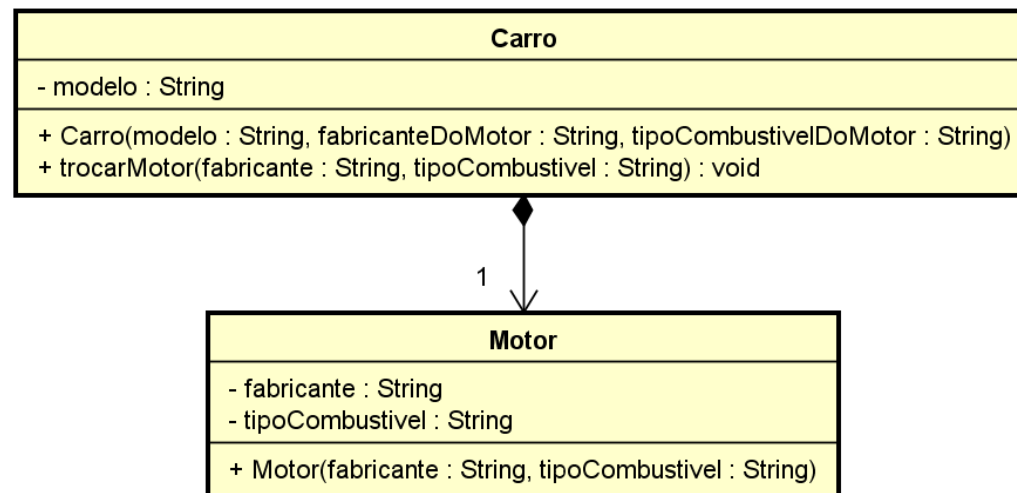 Carro
- modelo : String
+ Carro(modelo : String, fabricanteDoMotor : String, tipoCombustivelDoMotor : String)
+ trocarMotor(fabricante : String, tipoCombustivel : String) : void
1
Motor
- fabricante : String
- tipoCombustivel : String
+ Motor(fabricante : String, tipoCombustivel : String)